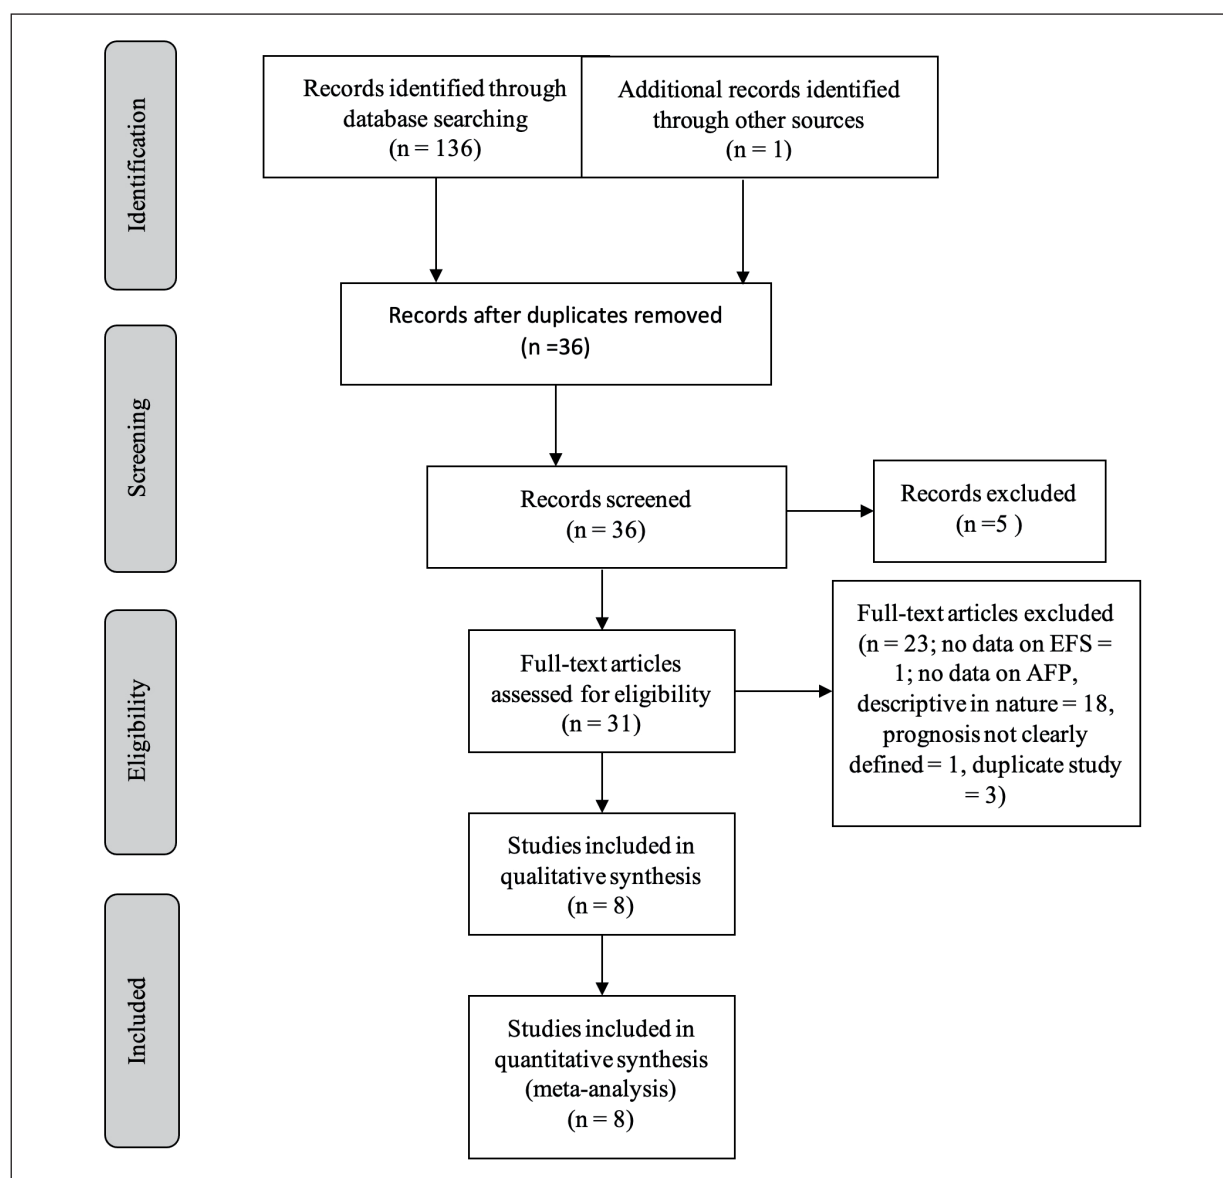 Identification
Records identified through
database searching
(n = 136)
Additional records identified
through other sources
(n = 1)
Records after duplicates removed
(n =36)
Screening
Records screened
(n = 36)
Records excluded
(n =5 )
Eligibility
Full-text articles
assessed for eligibility
(n = 31)
Full-text articles excluded
(n = 23; no data on EFS =
1; no data on AFP,
descriptive in nature = 18,
prognosis not clearly
defined = 1, duplicate study
= 3)
Studies included in
qualitative synthesis
(n = 8)
Included
Studies included in
quantitative synthesis
(meta-analysis)
(n = 8)